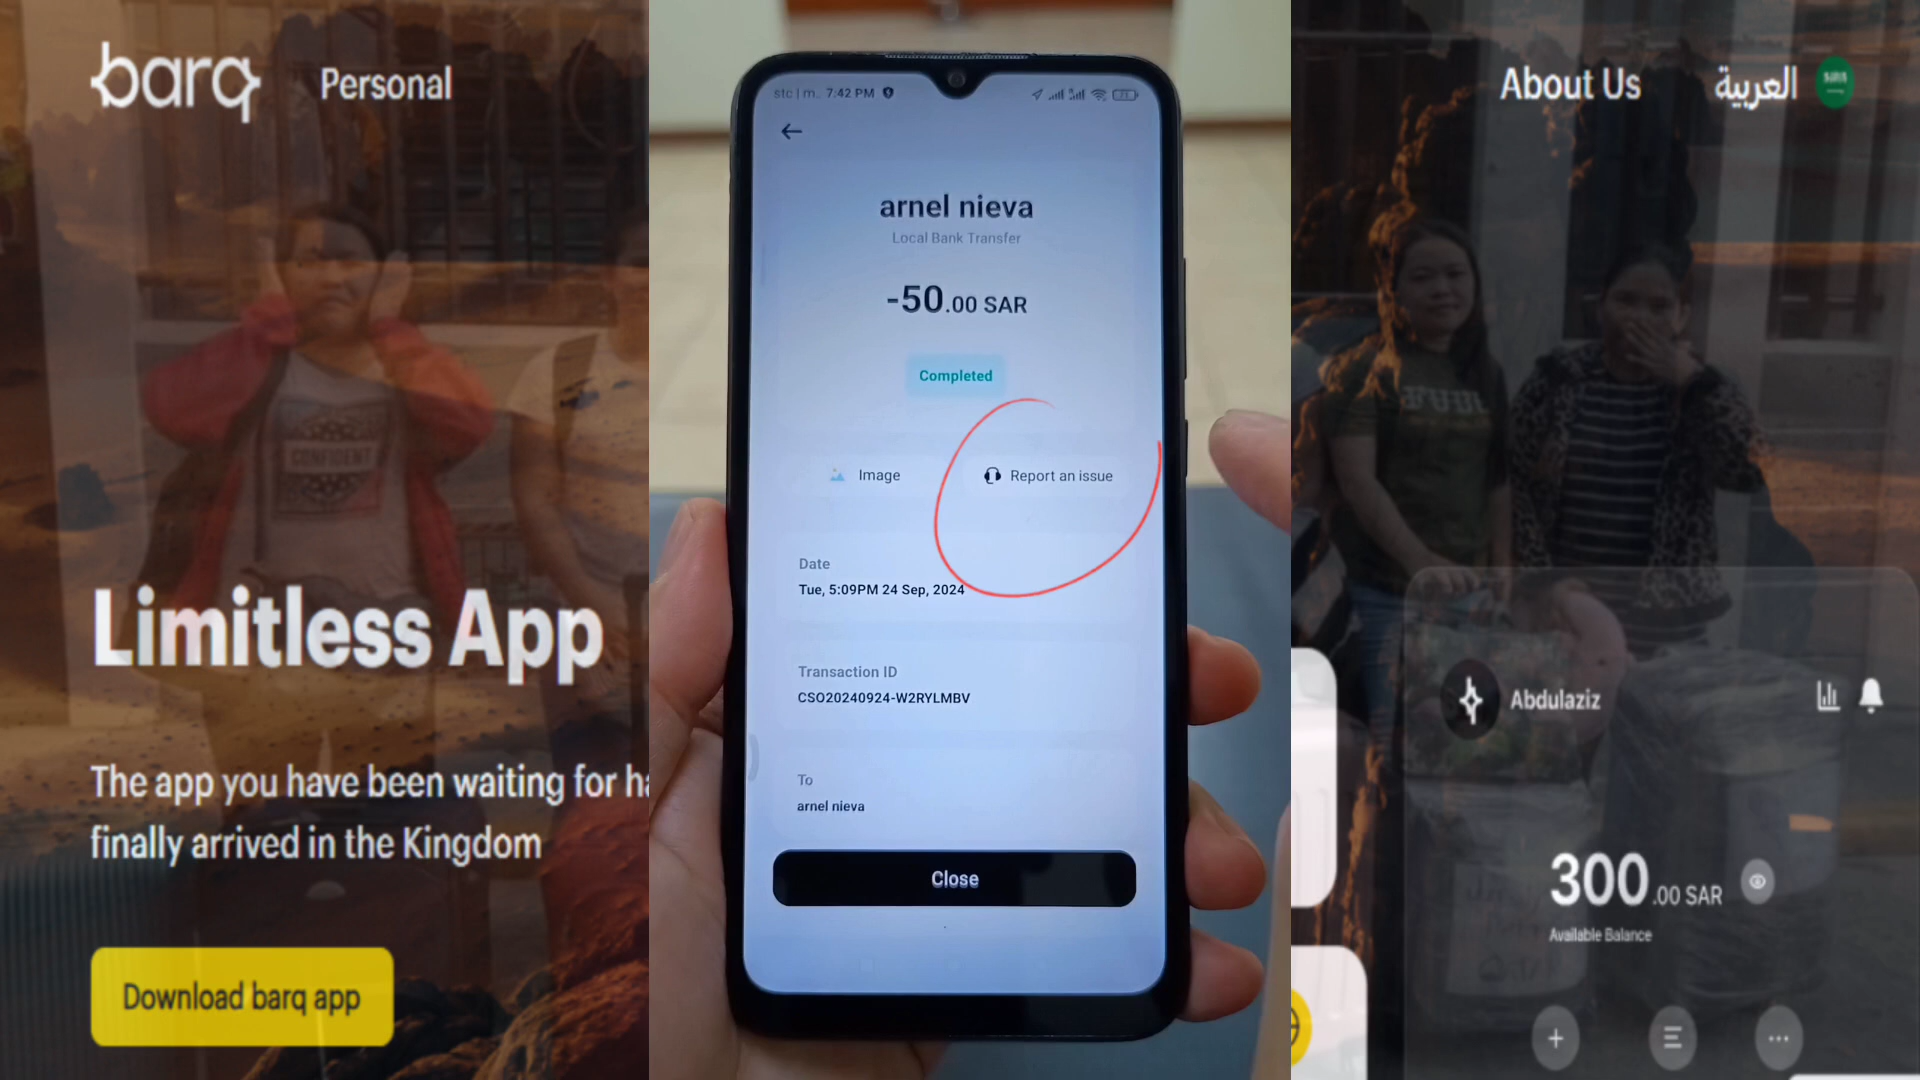 barq
Personal
Limitless App
The app you have been waiting for ha
finally arrived in the Kingdom
Download barq app
stc | m.. 7:42 PM
arnel nieva
Local Bank Transfer
-50.00 SAR
Completed
Image
Report an issue
Date
Tue, 5:09PM 24 Sep, 2024
Transaction ID
CSO20240924-W2RYLMBV
To
arnel nieva
Close
About Us
العربية
Abdulaziz
300.00 SAR
Available Balance
CONFIDENT